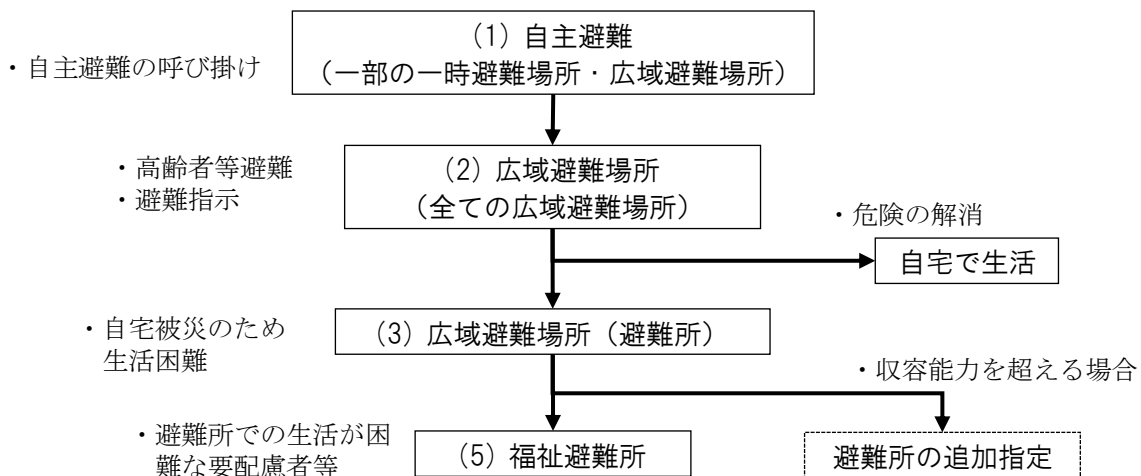 （1）自主避難
・自主避難の呼び掛け
（一部の一時避難場所・広域避難場所）
・高齢者等避難
・避難指示
（2）広域避難場所
（全ての広域避難場所）
・危険の解消
自宅で生活
・自宅被災のため
生活困難
（3）広域避難場所（避難所）
・収容能力を超える場合
・避難所での生活が困
難な要配慮者等
（5）福祉避難所
避難所の追加指定